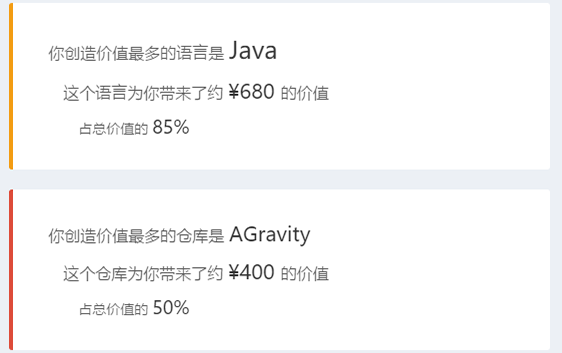 你创造价值最多的语言是 Java
这个语言为你带来了约 ¥680 的价值
占总价值的 85%
你创造价值最多的仓库是 AGravity
这个仓库为你带来了约 ¥400 的价值
占总价值的 50%